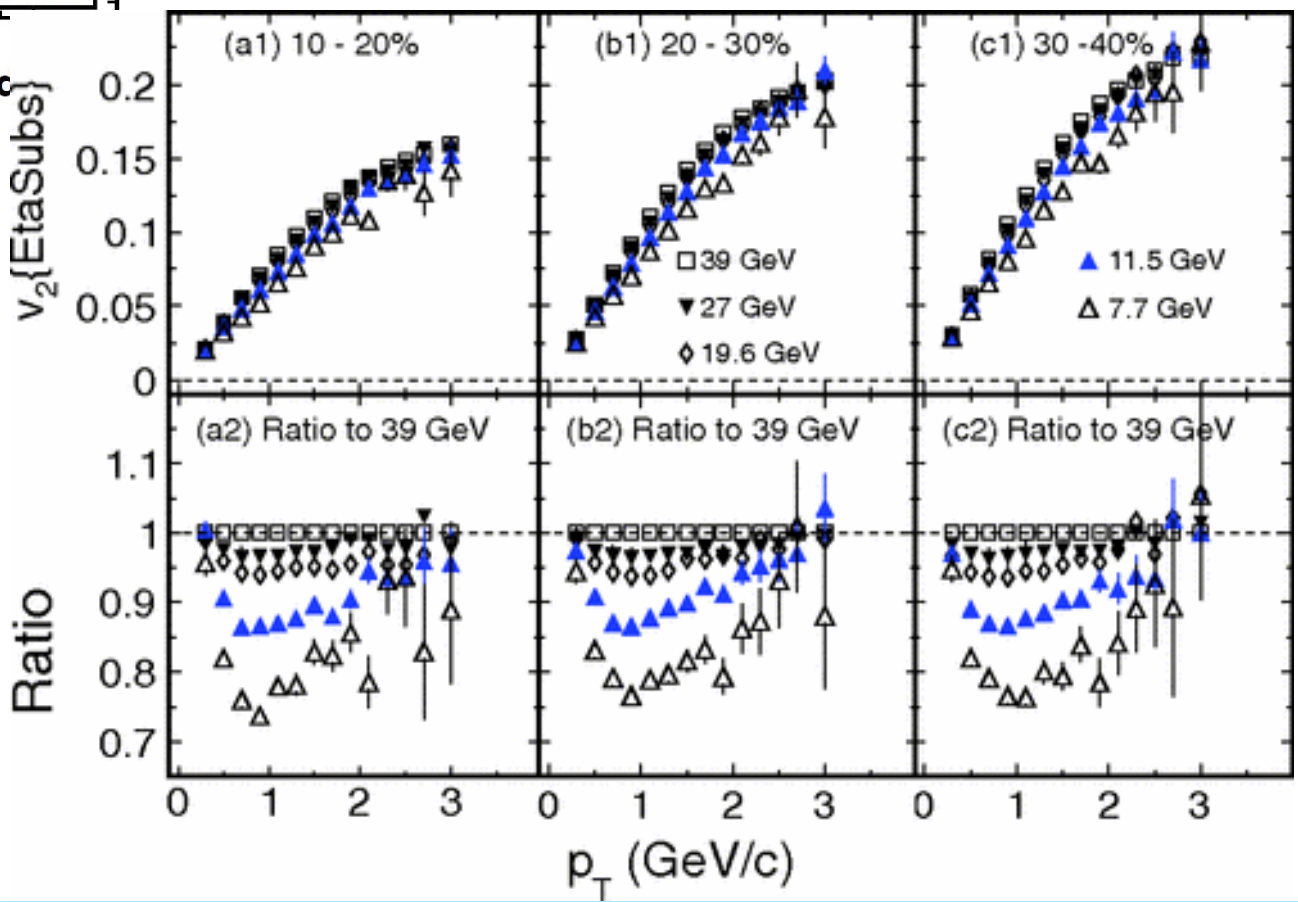 (a1) 10 - 20%
(b1) 20 - 30%
(c1) 30 -40%
v2{EtaSubs}
0.2
0.15
0.1
0.05
0
39 GeV
27 GeV
19.6 GeV
11.5 GeV
7.7 GeV
(a2) Ratio to 39 GeV
(b2) Ratio to 39 GeV
(c2) Ratio to 39 GeV
Ratio
1.1
1
0.9
0.8
0.7
0 1 2 3 0 1 2 3 0 1 2 3
pT (GeV/c)